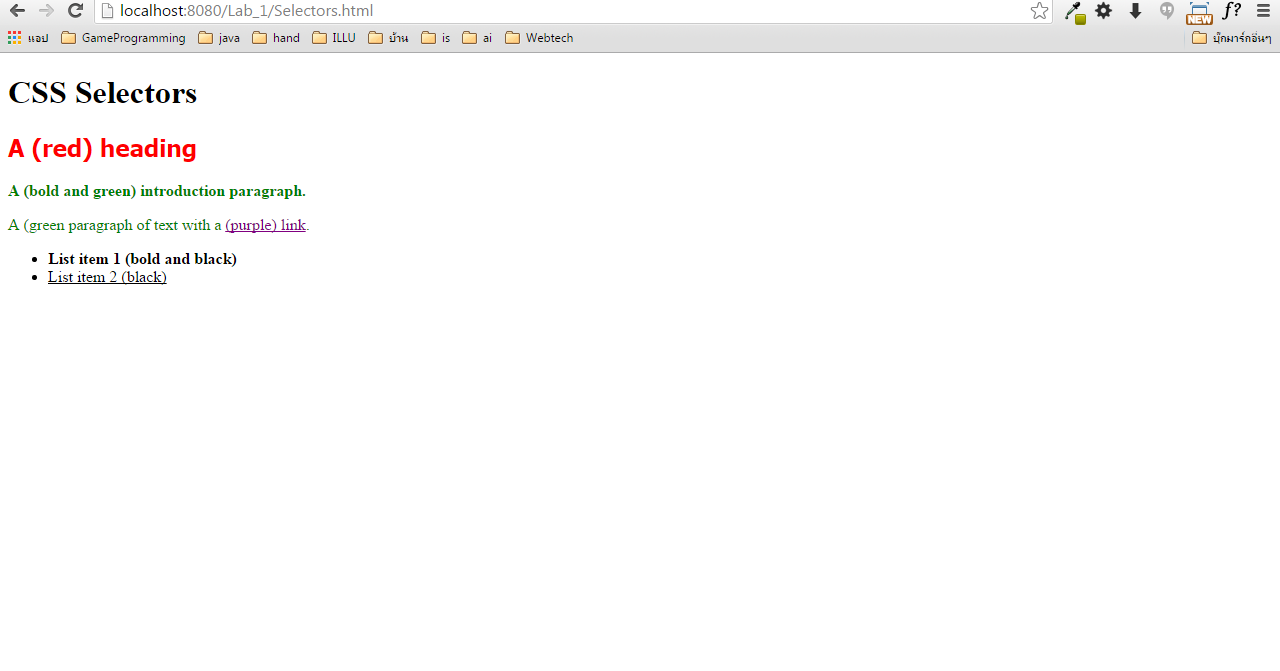 localhost:8080/Lab_1/Selectors.html
NEW
f?
แอป GameProgramming java hand ILLU บ้าน is ai Webtech บุ๊กมาร์กอื่นๆ
CSS Selectors
A (red) heading
A (bold and green) introduction paragraph.
A (green paragraph of text with a (purple) link.
List item 1 (bold and black)
List item 2 (black)